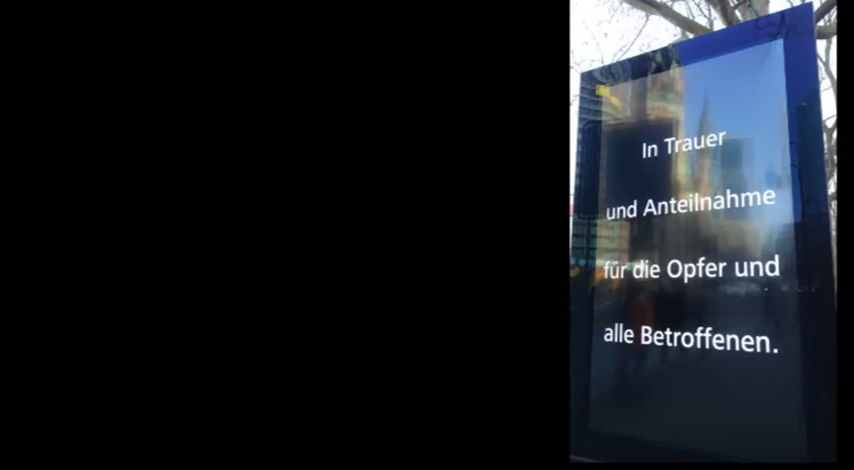 In Trauer
und Anteilnahme
für die Opfer und
alle Betroffenen.